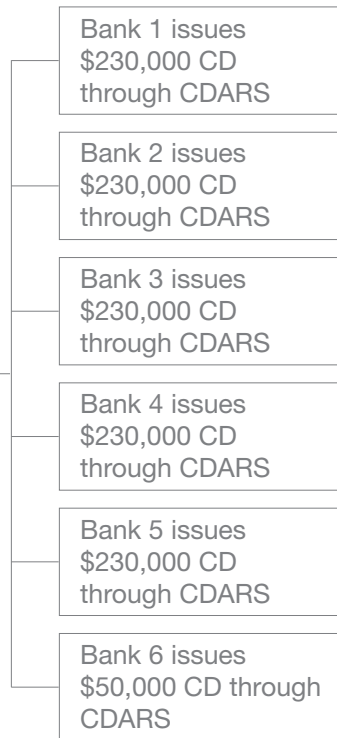 Bank 1 issues
$230,000 CD
through CDARS
Bank 2 issues
$230,000 CD
through CDARS
Bank 3 issues
$230,000 CD
through CDARS
Bank 4 issues
$230,000 CD
through CDARS
Bank 5 issues
$230,000 CD
through CDARS
Bank 6 issues
$50,000 CD through
CDARS